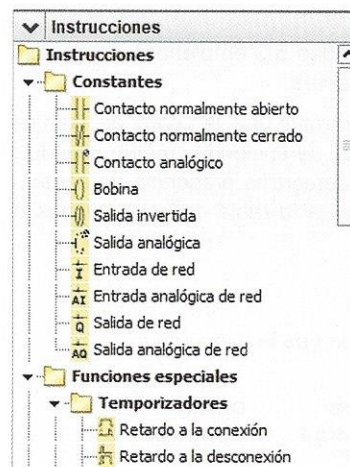 Instrucciones
Instrucciones
Constantes
Contacto normalmente abierto
Contacto normalmente cerrado
Contacto analógico
Bobina
Salida invertida
Salida analógica
I Entrada de red
AI Entrada analógica de red
Q Salida de red
AQ Salida analógica de red
Funciones especiales
Temporizadores
Retardo a la conexión
Retardo a la desconexión